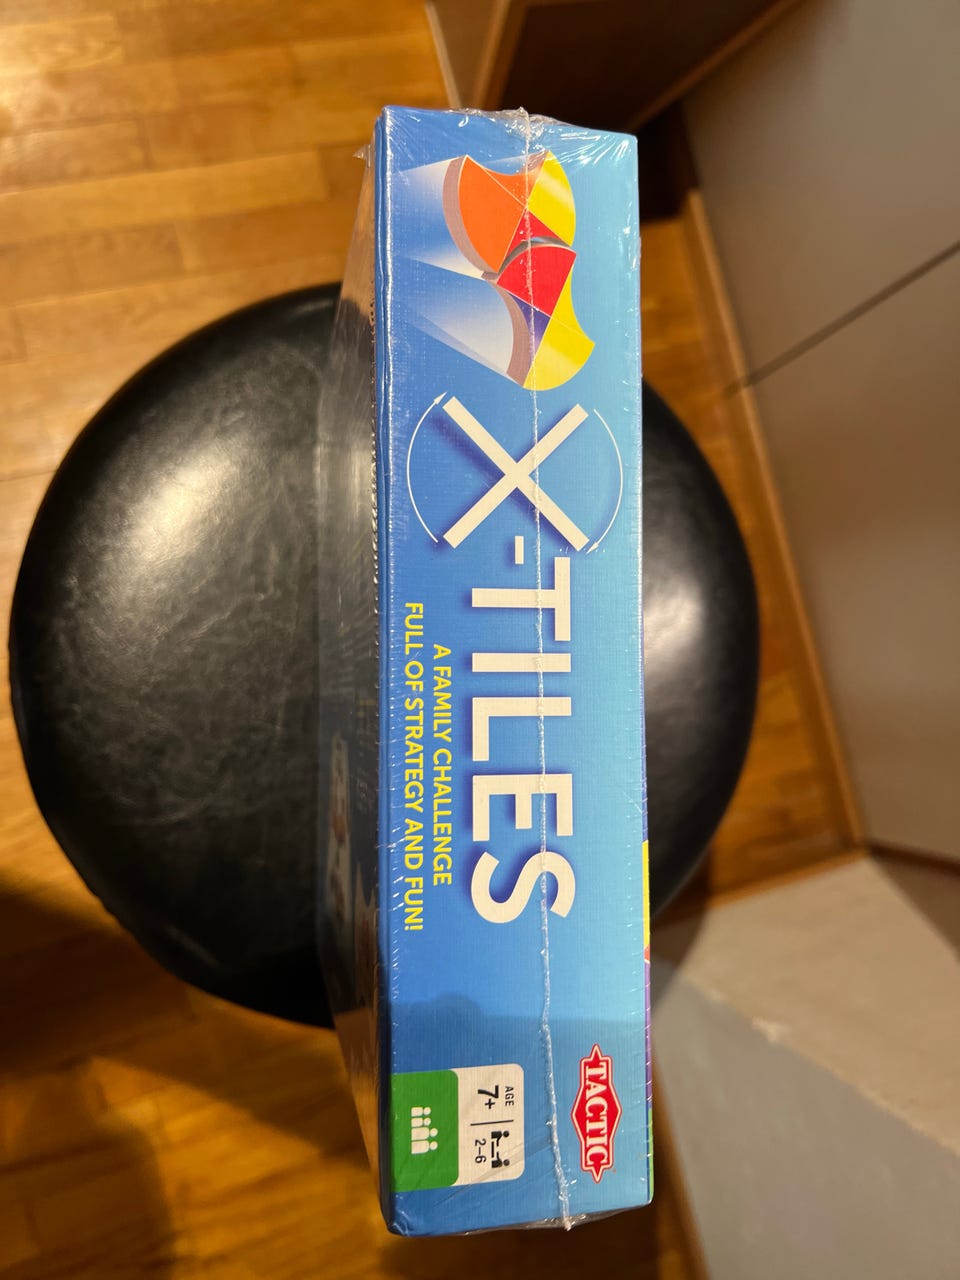 X-TILES
A FAMILY CHALLENGE
FULL OF STRATEGY AND FUN!
TACTIC
AGE
7+
2–6